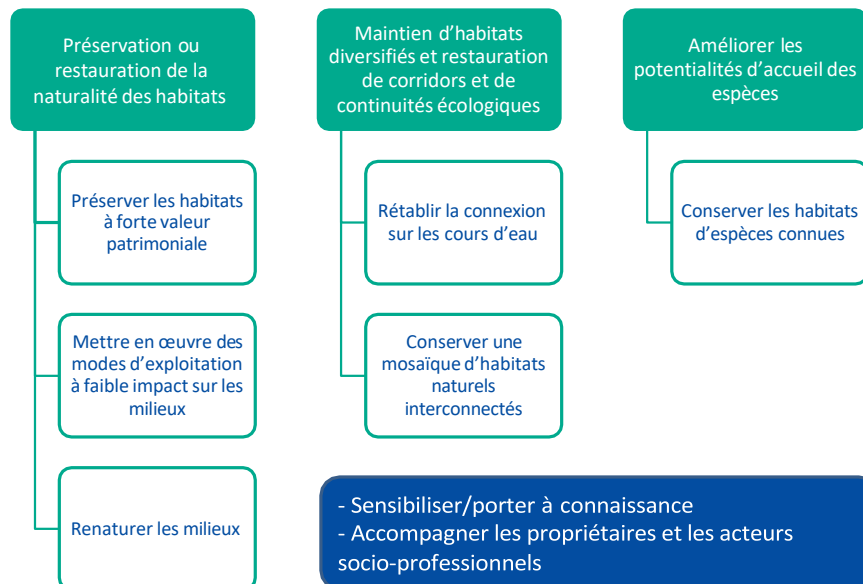 Préservation ou
restauration de la
naturalité des habitats
Préserver les habitats
à forte valeur
patrimoniale
Mettre en œuvre des
modes d'exploitation
à faible impact sur les
milieux
Renaturer les milieux
Maintien d'habitats
diversifiés et restauration
de corridors et de
continuités écologiques
Rétablir la connexion
sur les cours d'eau
Conserver une
mosaïque d'habitats
naturels
interconnectés
Améliorer les
potentialités d'accueil des
espèces
Conserver les habitats
d'espèces connues
- Sensibiliser/porter à connaissance
- Accompagner les propriétaires et les acteurs
socio-professionnels